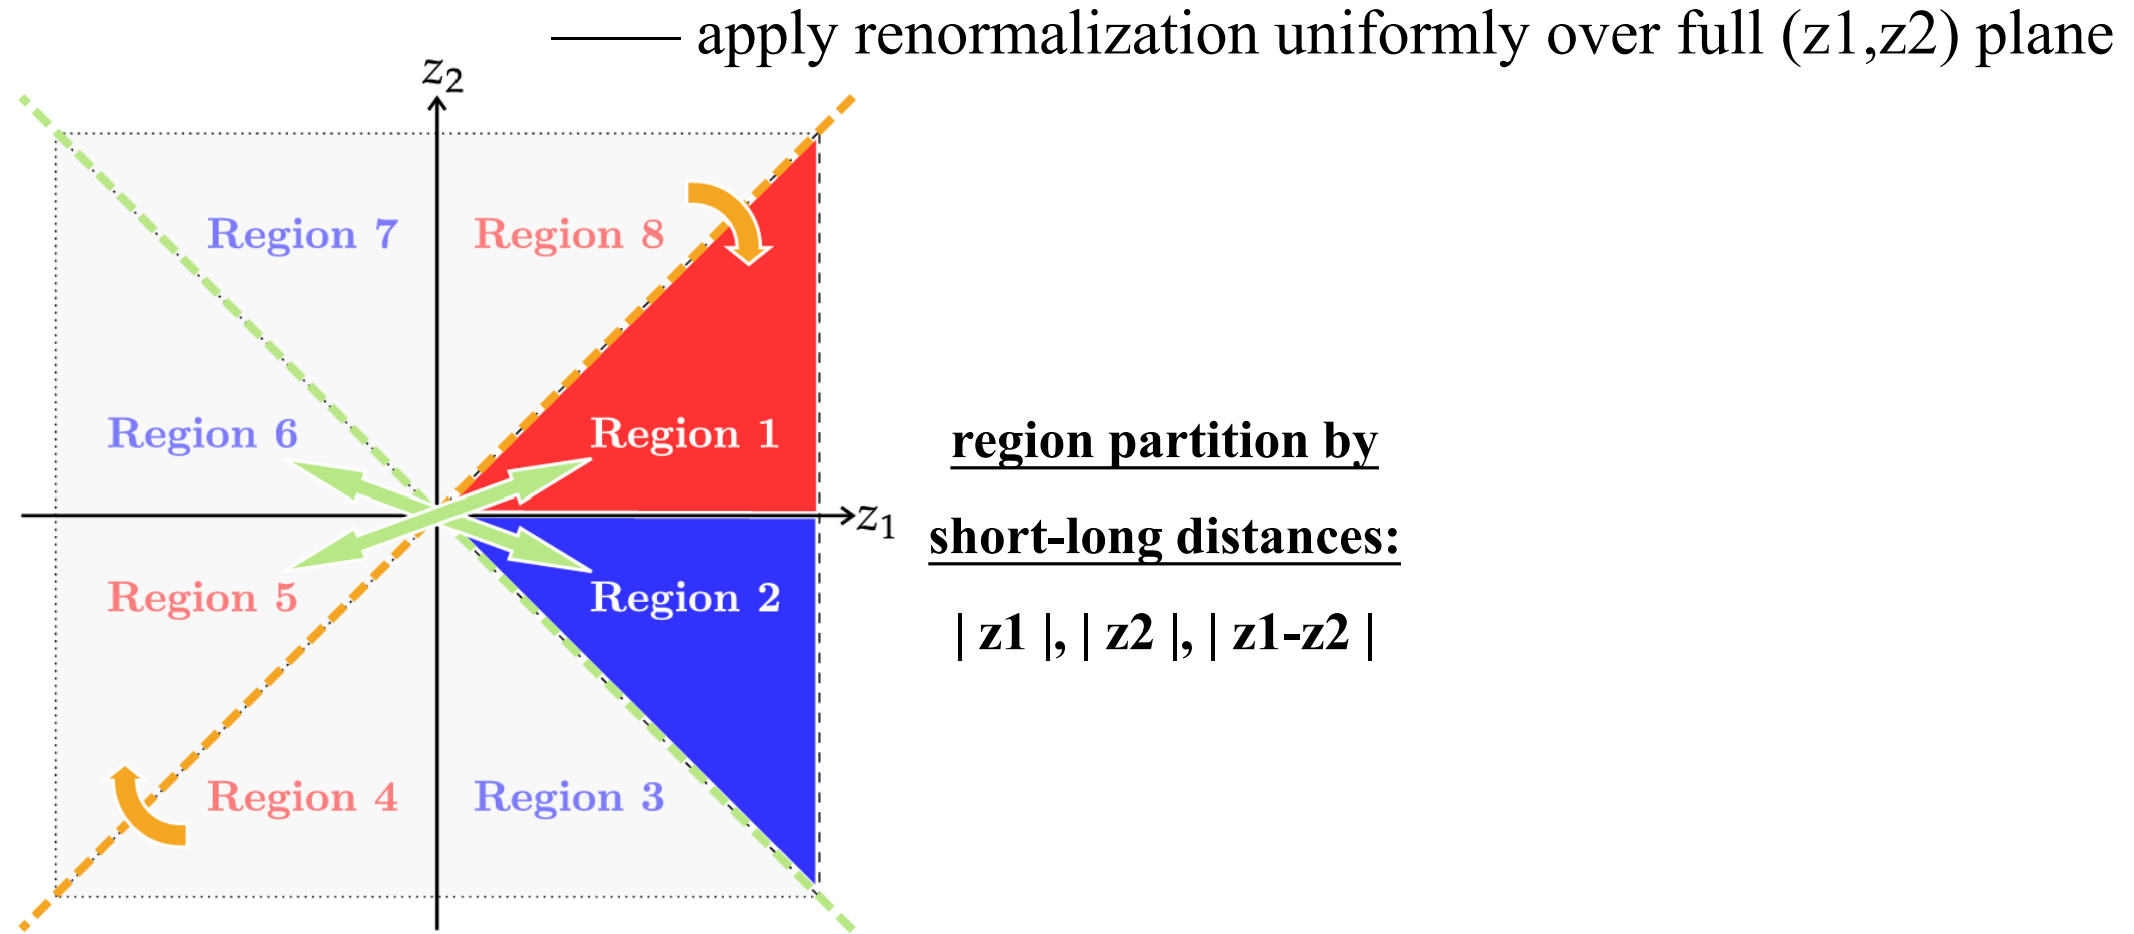 —— apply renormalization uniformly over full (z1,z2) plane
z₂
Region 7
Region 8
Region 6
Region 1
region partition by
z₁
short-long distances:
Region 5
Region 2
| z1 |, | z2 |, | z1-z2 |
Region 4
Region 3